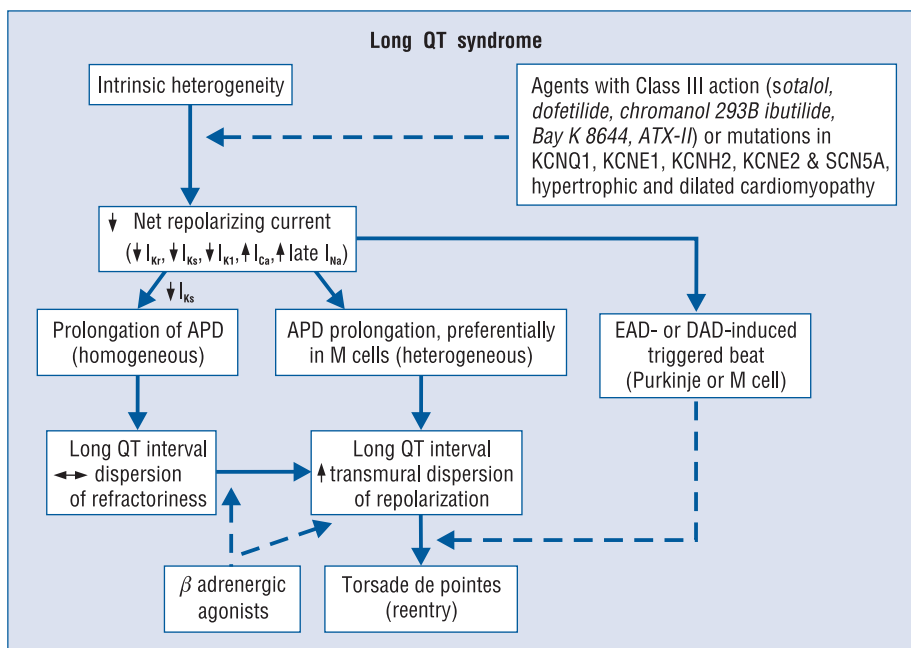 Long QT syndrome
Intrinsic heterogeneity
Agents with Class III action (sotalol,
dofetilide, chromanol 293B ibutilide,
Bay K 8644, ATX-II) or mutations in
KCNQ1, KCNE1, KCNH2, KCNE2 & SCN5A,
hypertrophic and dilated cardiomyopathy
↓ Net repolarizing current
(↓ IKr, ↓ IKs, ↓ IK1, ↑ ICa, ↑ late INa)
↓ IKs
Prolongation of APD
(homogeneous)
APD prolongation, preferentially
in M cells (heterogeneous)
EAD- or DAD-induced
triggered beat
(Purkinje or M cell)
Long QT interval
↔ dispersion
of refractoriness
Long QT interval
↑ transmural dispersion
of repolarization
β adrenergic
agonists
Torsade de pointes
(reentry)